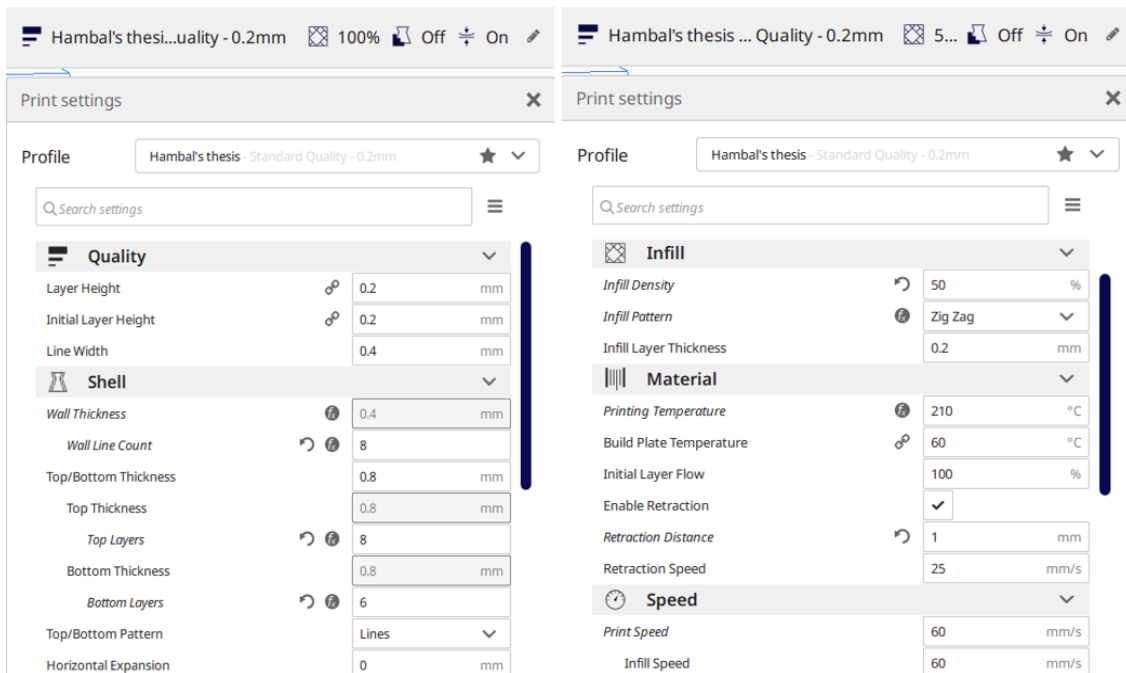 Hambal's thesi...uality - 0.2mm 100% Off On
Print settings
Profile Hambal's thesis - Standard Quality - 0.2mm
Search settings
Quality
Layer Height 0.2 mm
Initial Layer Height 0.2 mm
Line Width 0.4 mm
Shell
Wall Thickness 0.4 mm
Wall Line Count 8
Top/Bottom Thickness 0.8 mm
Top Thickness 0.8 mm
Top Layers 8
Bottom Thickness 0.8 mm
Bottom Layers 6
Top/Bottom Pattern Lines
Horizontal Expansion 0 mm
Hambal's thesis ... Quality - 0.2mm 5... Off On
Print settings
Profile Hambal's thesis - Standard Quality - 0.2mm
Search settings
Infill
Infill Density 50 %
Infill Pattern Zig Zag
Infill Layer Thickness 0.2 mm
Material
Printing Temperature 210 °C
Build Plate Temperature 60 °C
Initial Layer Flow 100 %
Enable Retraction
Retraction Distance 1 mm
Retraction Speed 25 mm/s
Speed
Print Speed 60 mm/s
Infill Speed 60 mm/s